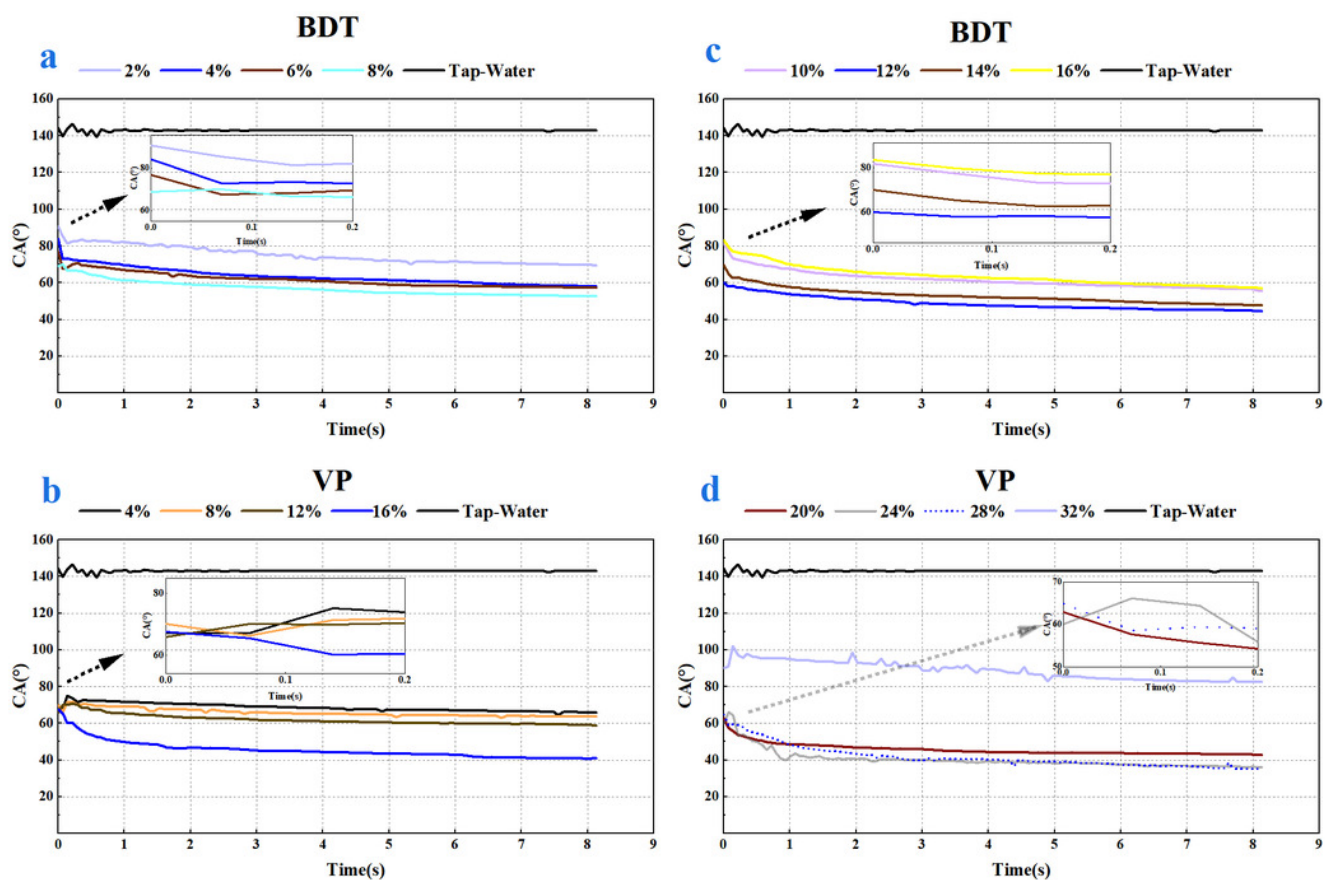 BDT
a
2% 4% 6% 8% Tap-Water
160
140
120
100
80
60
40
20
CA(°)
0 1 2 3 4 5 6 7 8 9
Time(s)
80
60
CA(°)
0.0 0.1 0.2
Time(s)
BDT
c
10% 12% 14% 16% Tap-Water
160
140
120
100
80
60
40
20
CA(°)
0 1 2 3 4 5 6 7 8 9
Time(s)
80
60
CA(°)
0.0 0.1 0.2
Time(s)
VP
b
4% 8% 12% 16% Tap-Water
160
140
120
100
80
60
40
20
CA(°)
0 1 2 3 4 5 6 7 8 9
Time(s)
80
60
CA(°)
0.0 0.1 0.2
Time(s)
VP
d
20% 24% 28% 32% Tap-Water
160
140
120
100
80
60
40
20
CA(°)
0 1 2 3 4 5 6 7 8 9
Time(s)
70
60
50
CA(°)
0.0 0.1 0.2
Time(s)